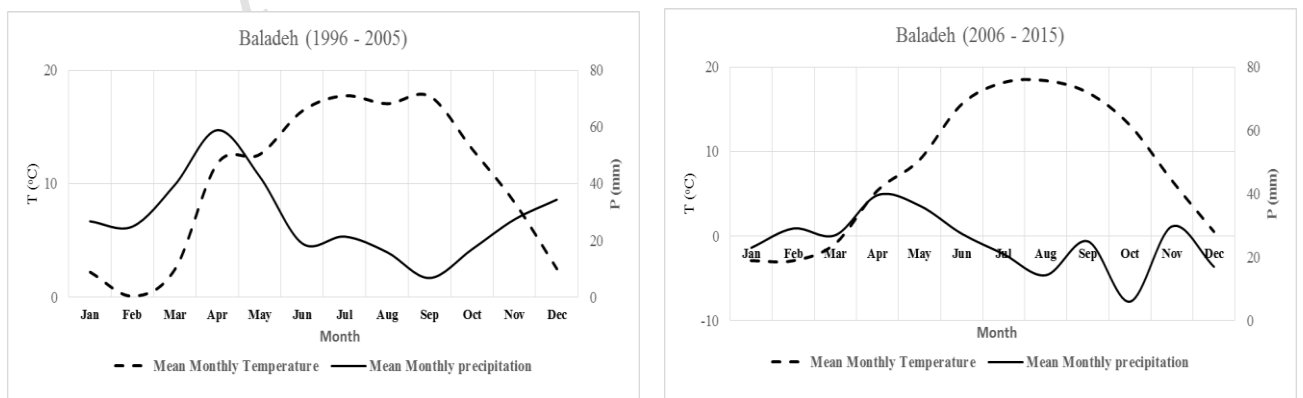 Baladeh (1996 - 2005)
20
10
0
T (°C)
80
60
40
20
0
P (mm)
Jan Feb Mar Apr May Jun Jul Aug Sep Oct Nov Dec
Month
Mean Monthly Temperature Mean Monthly precipitation
Baladeh (2006 - 2015)
20
10
0
-10
T (°C)
80
60
40
20
0
P (mm)
Jan Feb Mar Apr May Jun Jul Aug Sep Oct Nov Dec
Month
Mean Monthly Temperature Mean Monthly precipitation